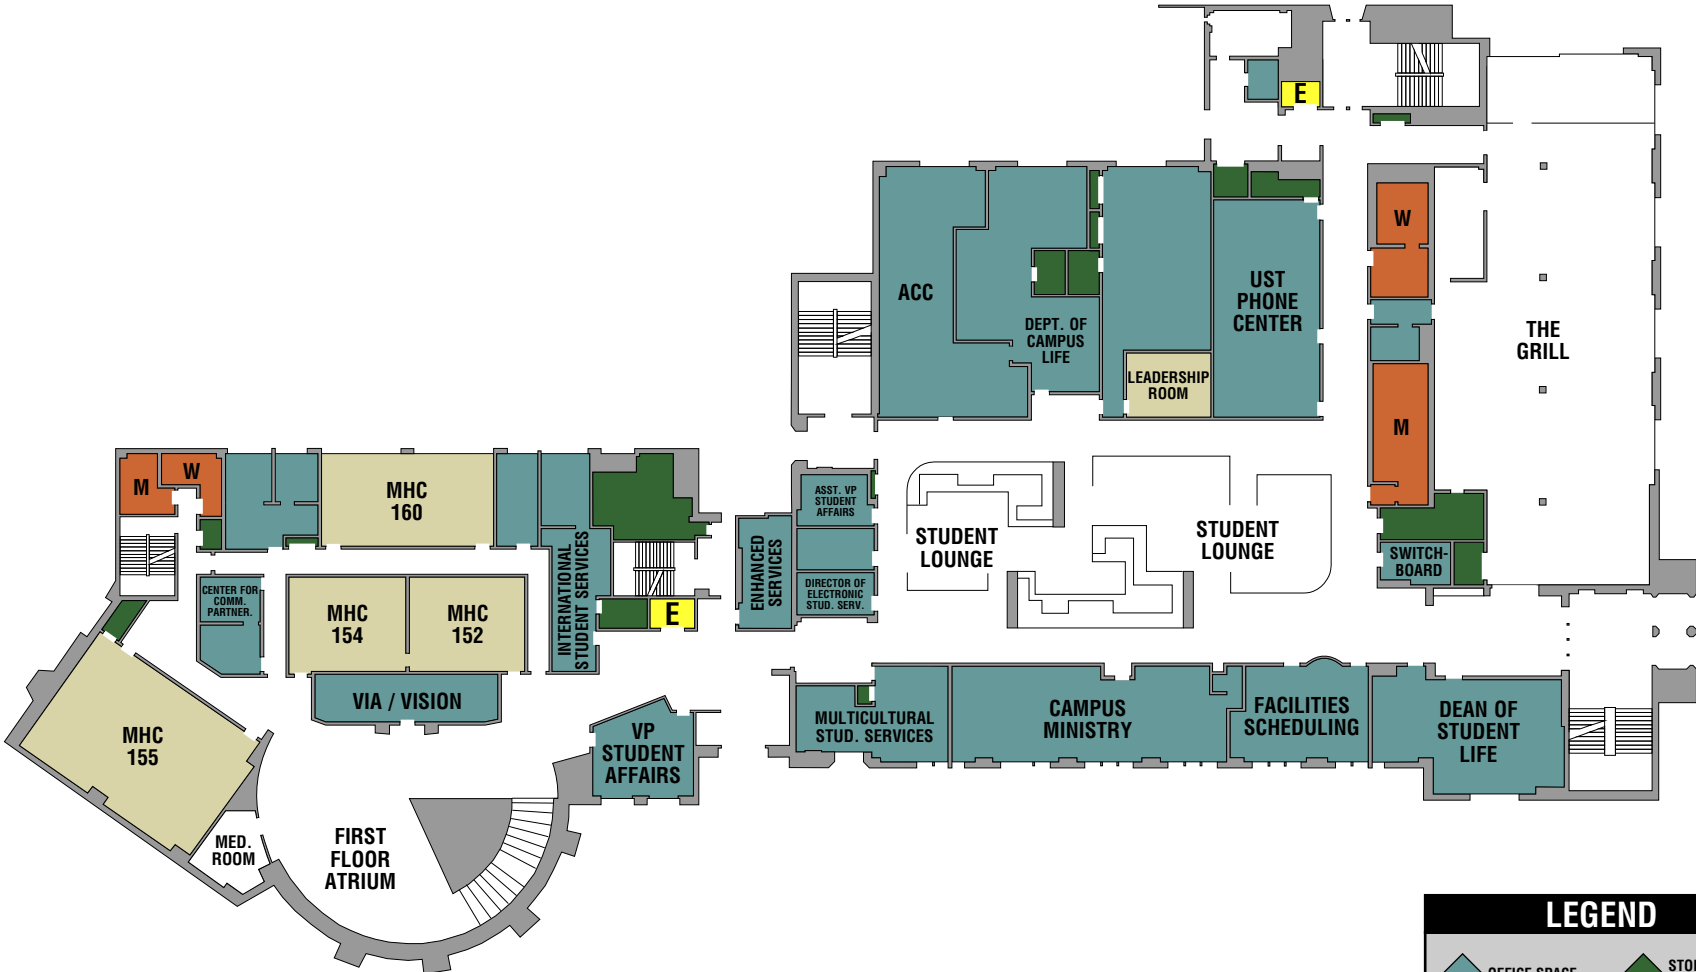 E
W
ACC
UST
PHONE
CENTER
DEPT. OF
CAMPUS
LIFE
THE
GRILL
LEADERSHIP
ROOM
M
M
W
MHC
160
ASST. VP
STUDENT
AFFAIRS
STUDENT
LOUNGE
STUDENT
LOUNGE
SWITCH-
BOARD
ENHANCED
SERVICES
INTERNATIONAL
STUDENT SERVICES
DIRECTOR OF
ELECTRONIC
STUD. SERV.
CENTER FOR
COMM.
PARTNER.
MHC
154
MHC
152
E
VIA / VISION
MULTICULTURAL
STUD. SERVICES
CAMPUS
MINISTRY
FACILITIES
SCHEDULING
DEAN OF
STUDENT
LIFE
MHC
155
VP
STUDENT
AFFAIRS
MED.
ROOM
FIRST
FLOOR
ATRIUM
LEGEND
OFFICE SPACE